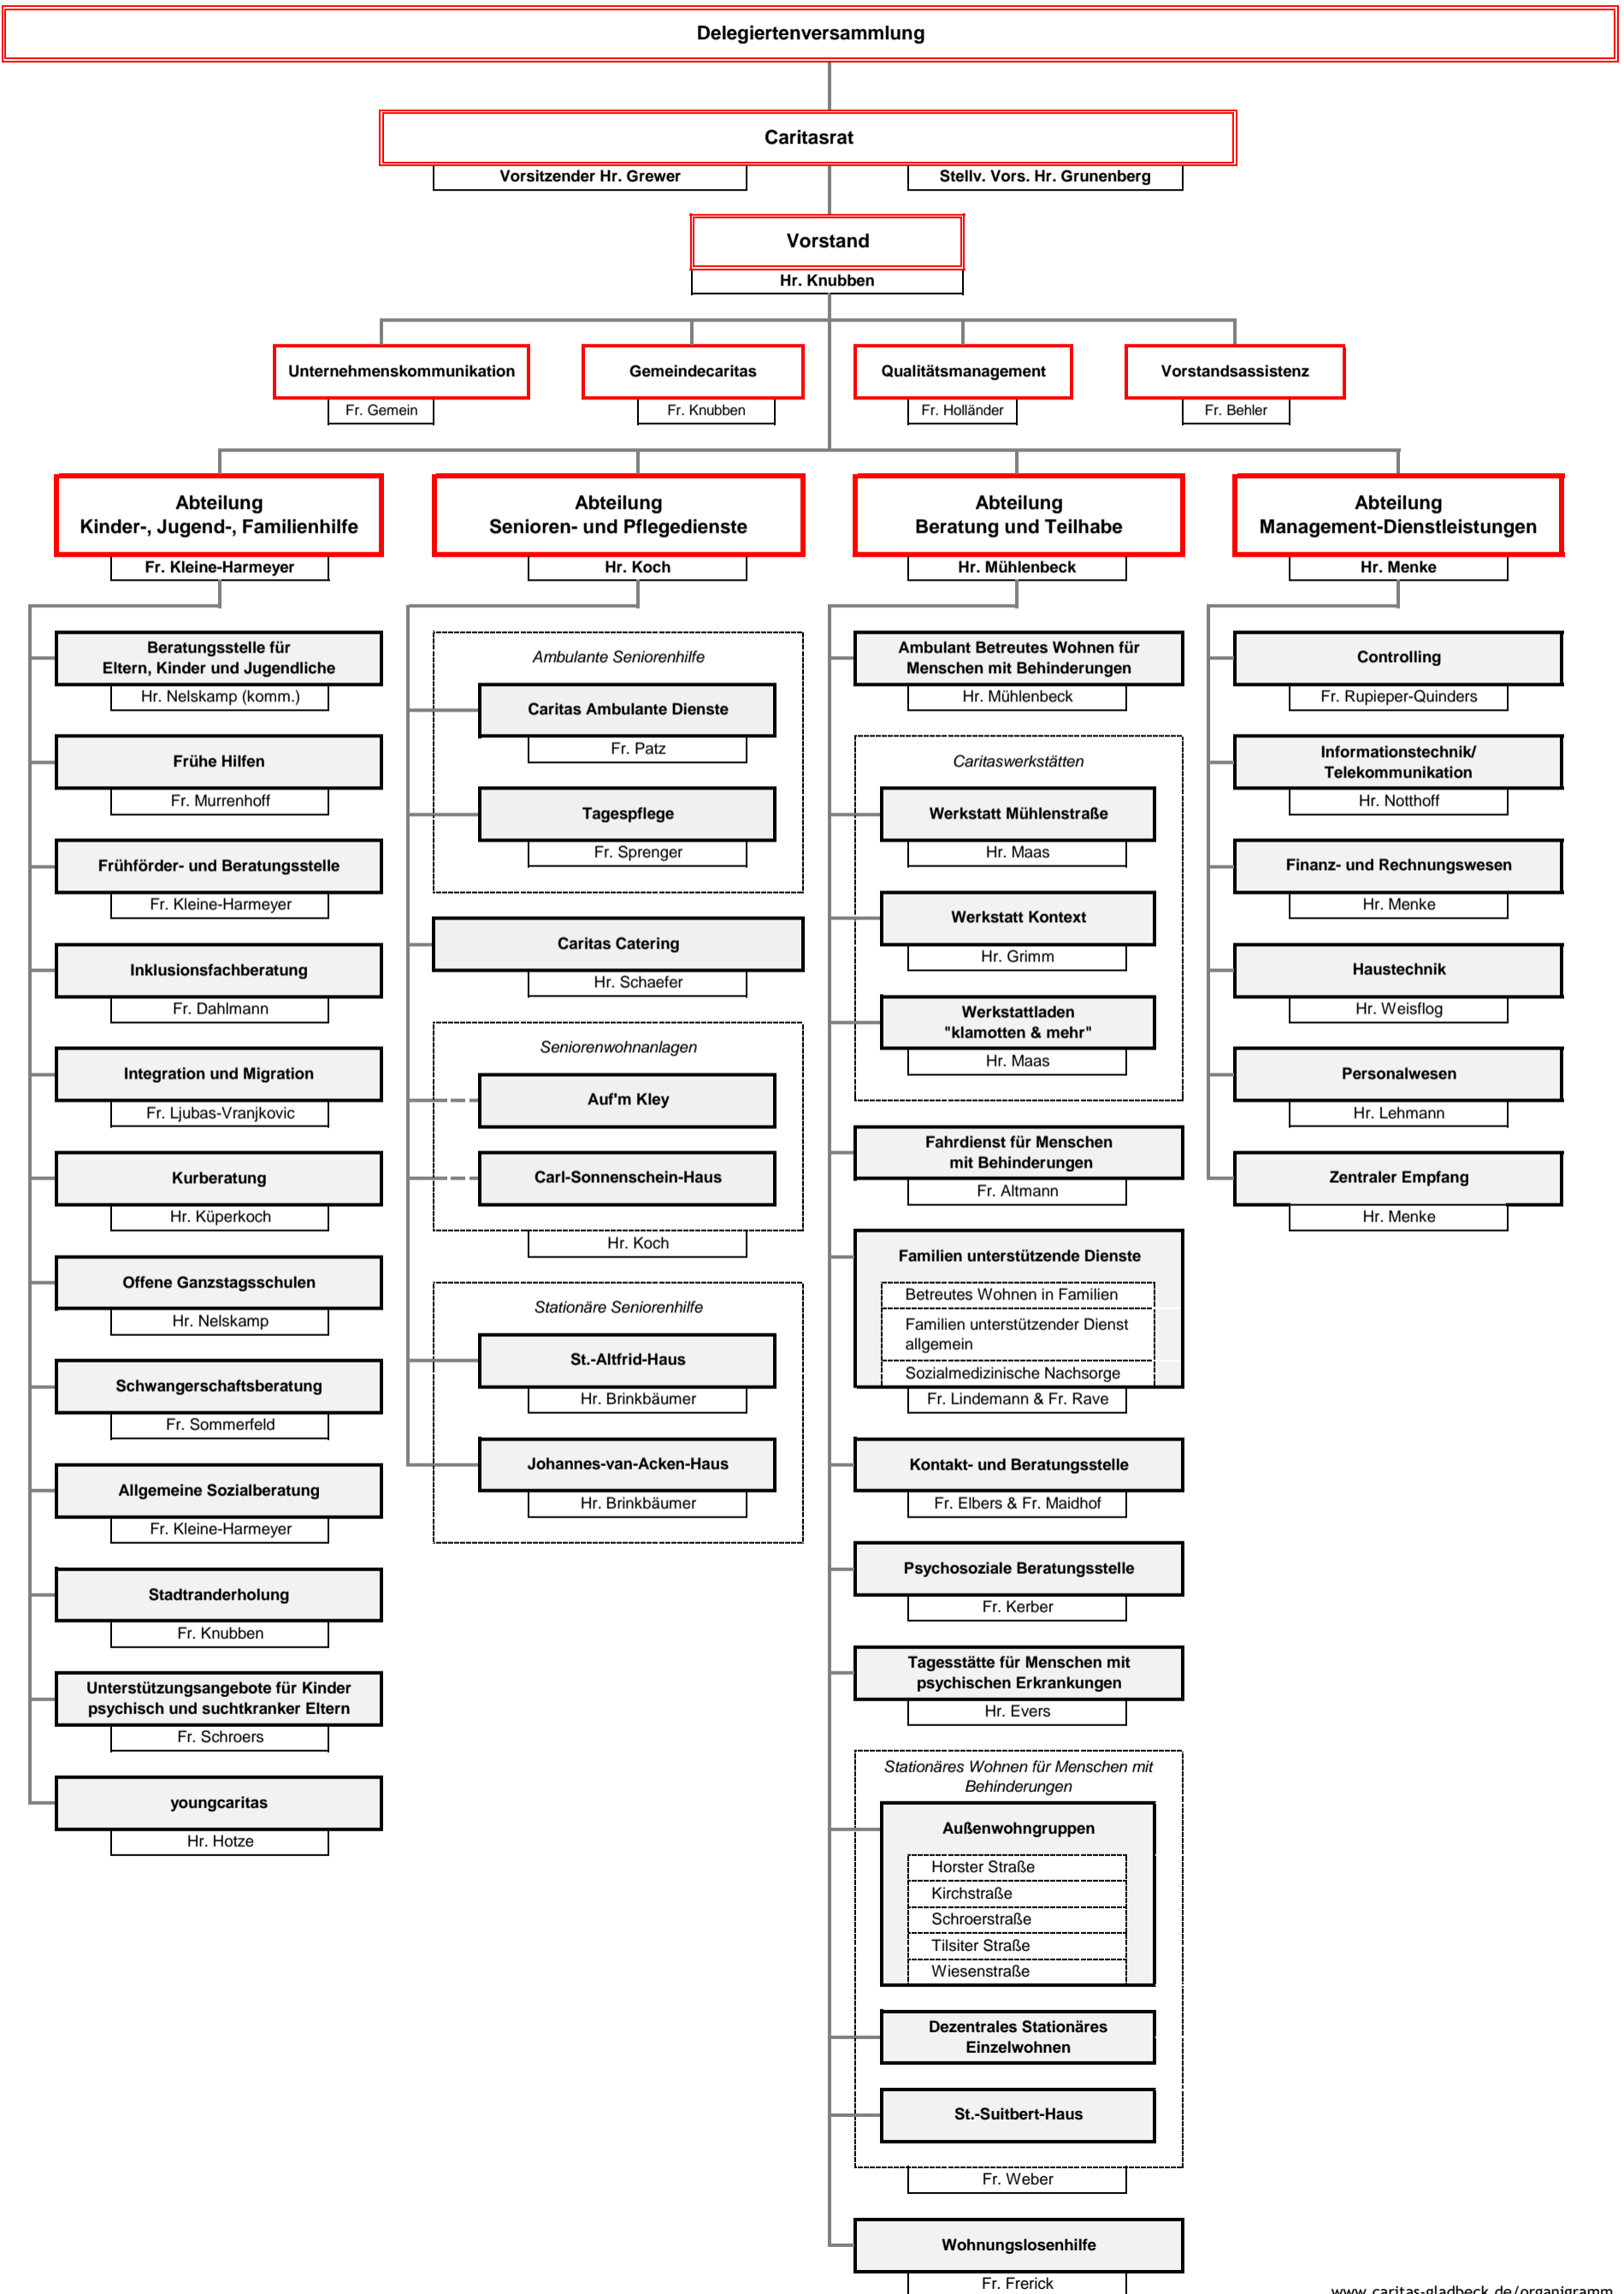 Delegiertenversammlung
Caritasrat
Vorsitzender Hr. Grewer
Stellv. Vors. Hr. Grunenberg
Vorstand
Hr. Knubben
Unternehmenskommunikation
Fr. Gemein
Gemeindecaritas
Fr. Knubben
Qualitätsmanagement
Fr. Holländer
Vorstandsassistenz
Fr. Behler
Abteilung
Kinder-, Jugend-, Familienhilfe
Fr. Kleine-Harmeyer
Beratungsstelle für
Eltern, Kinder und Jugendliche
Hr. Nelskamp (komm.)
Frühe Hilfen
Fr. Murrenhoff
Frühförder- und Beratungsstelle
Fr. Kleine-Harmeyer
Inklusionsfachberatung
Fr. Dahlmann
Integration und Migration
Fr. Ljubas-Vranjkovic
Kurberatung
Hr. Küperkoch
Offene Ganzstagsschulen
Hr. Nelskamp
Schwangerschaftsberatung
Fr. Sommerfeld
Allgemeine Sozialberatung
Fr. Kleine-Harmeyer
Stadtranderholung
Fr. Knubben
Unterstützungsangebote für Kinder
psychisch und suchtkranker Eltern
Fr. Schroers
youngcaritas
Hr. Hotze
Abteilung
Senioren- und Pflegedienste
Hr. Koch
Ambulante Seniorenhilfe
Caritas Ambulante Dienste
Fr. Patz
Tagespflege
Fr. Sprenger
Caritas Catering
Hr. Schaefer
Seniorenwohnanlagen
Auf'm Kley
Carl-Sonnenschein-Haus
Hr. Koch
Stationäre Seniorenhilfe
St.-Altfrid-Haus
Hr. Brinkbäumer
Johannes-van-Acken-Haus
Hr. Brinkbäumer
Abteilung
Beratung und Teilhabe
Hr. Mühlenbeck
Ambulant Betreutes Wohnen für
Menschen mit Behinderungen
Hr. Mühlenbeck
Caritaswerkstätten
Werkstatt Mühlenstraße
Hr. Maas
Werkstatt Kontext
Hr. Grimm
Werkstattladen
"klamotten & mehr"
Hr. Maas
Fahrdienst für Menschen
mit Behinderungen
Fr. Altmann
Familien unterstützende Dienste
Betreutes Wohnen in Familien
Familien unterstützender Dienst
allgemein
Sozialmedizinische Nachsorge
Fr. Lindemann & Fr. Rave
Kontakt- und Beratungsstelle
Fr. Elbers & Fr. Maidhof
Psychosoziale Beratungsstelle
Fr. Kerber
Tagesstätte für Menschen mit
psychischen Erkrankungen
Hr. Evers
Stationäres Wohnen für Menschen mit
Behinderungen
Außenwohngruppen
Horster Straße
Kirchstraße
Schroerstraße
Tilsiter Straße
Wiesenstraße
Dezentrales Stationäres
Einzelwohnen
St.-Suitbert-Haus
Fr. Weber
Wohnungslosenhilfe
Fr. Frerick
Abteilung
Management-Dienstleistungen
Hr. Menke
Controlling
Fr. Rupieper-Quinders
Informationstechnik/
Telekommunikation
Hr. Notthoff
Finanz- und Rechnungswesen
Hr. Menke
Haustechnik
Hr. Weisflog
Personalwesen
Hr. Lehmann
Zentraler Empfang
Hr. Menke
www.caritas-gladbeck.de/organigramm